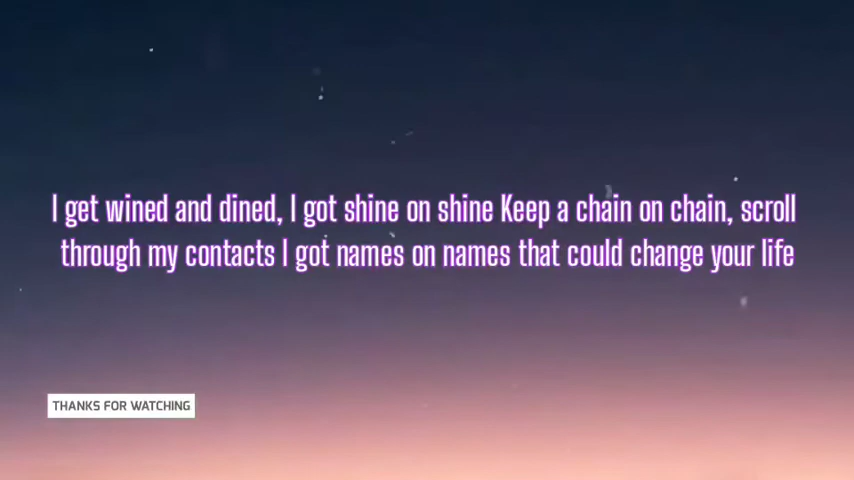 I get wined and dined, I got shine on shine Keep a chain on chain, scroll
through my contacts I got names on names that could change your life
THANKS FOR WATCHING